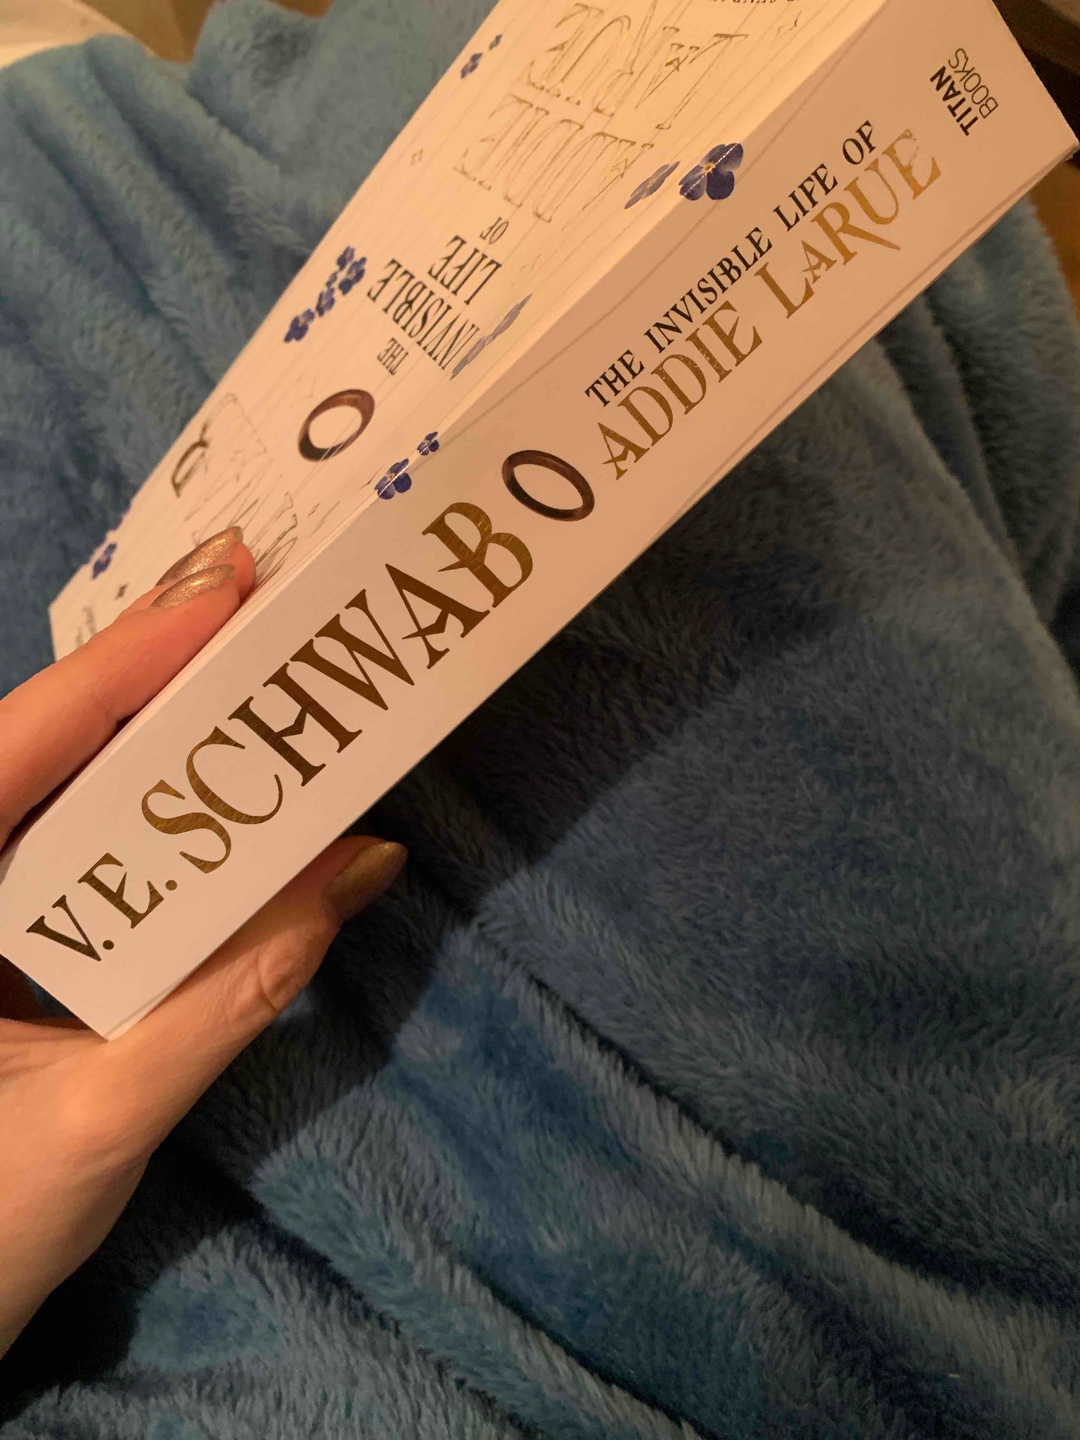 V.E. SCHWAB
THE INVISIBLE LIFE OF
ADDIE LARUE
TITAN
BOOKS
THE
INVISIBLE
LIFE
OF
ADDIE
LARUE